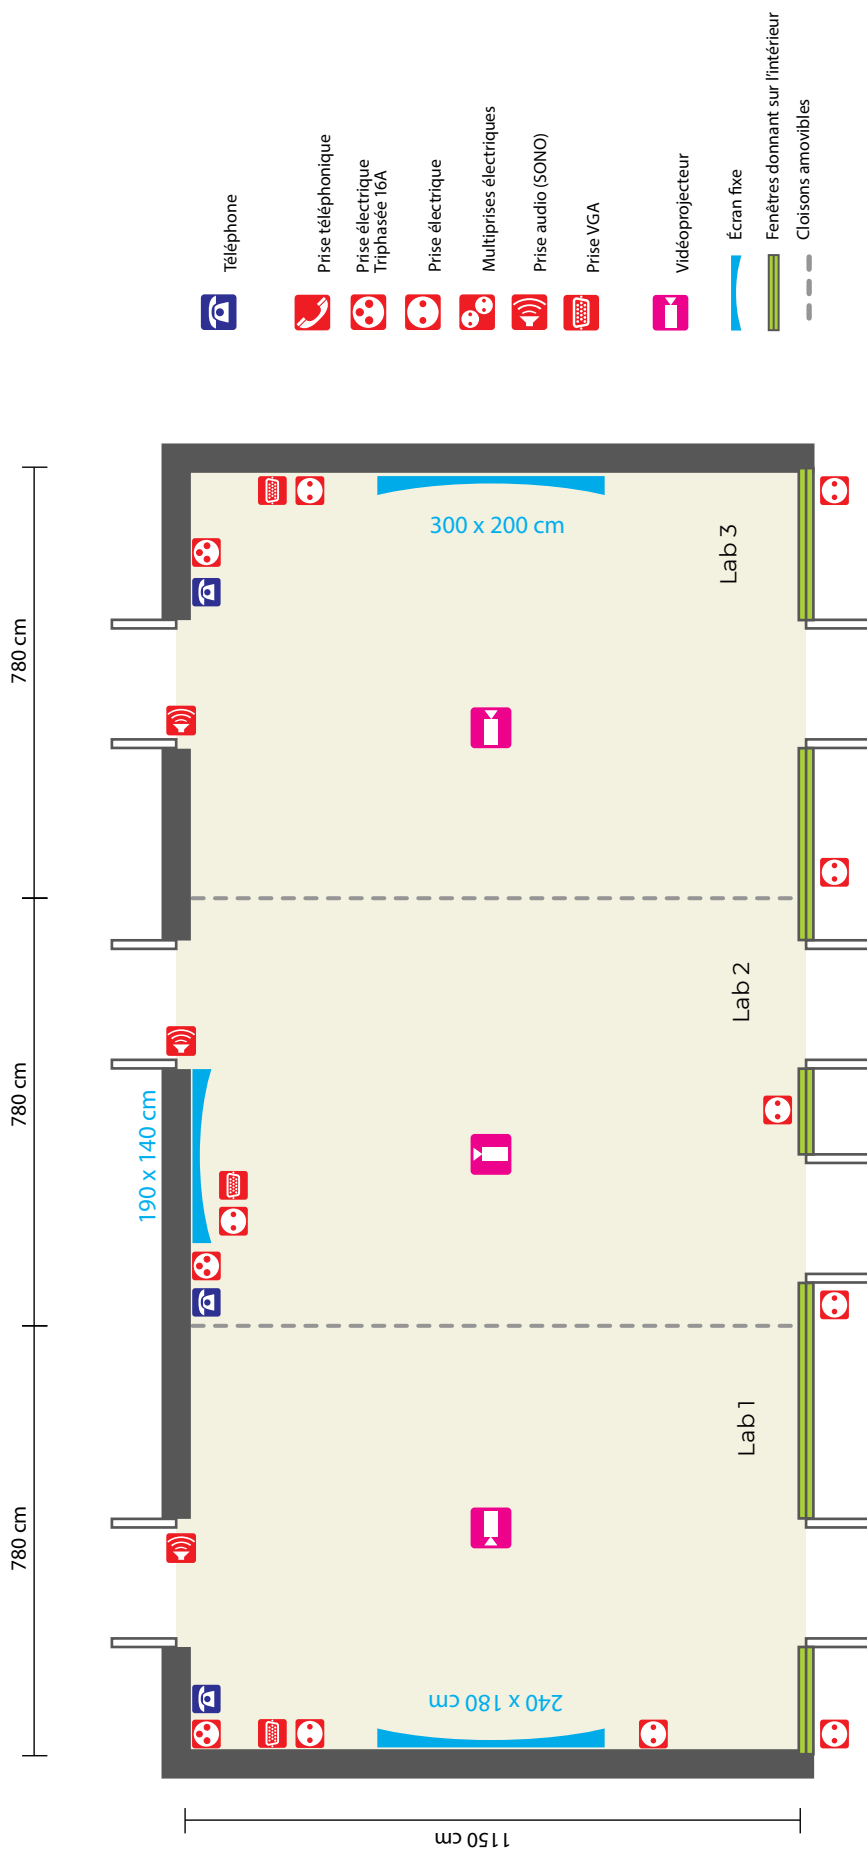 Téléphone
Prise téléphonique
Prise électrique
Triphasée 16A
Prise électrique
Multiprises électriques
Prise audio (SONO)
Prise VGA
Vidéoprojecteur
Écran fixe
Fenêtres donnant sur l'intérieur
Cloisons amovibles
780 cm
300 x 200 cm
Lab 3
780 cm
190 x 140 cm
Lab 2
780 cm
240 x 180 cm
Lab 1
1150 cm